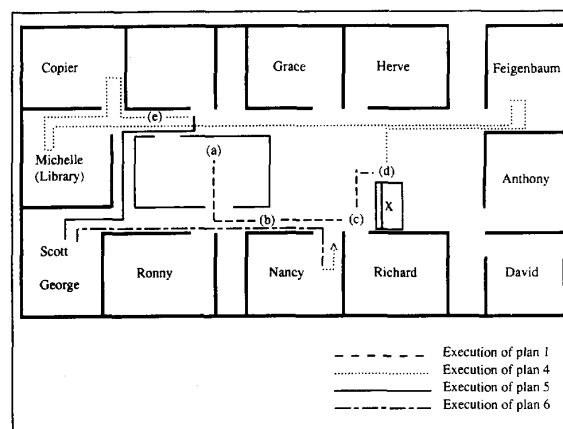 Copier
Grace
Herve
Feigenbaum
(e)
(a)
Michelle
(Library)
(d)
Anthony
X
(b)
(c)
Scott
George
Ronny
Nancy
Richard
David
Execution of plan 1
Execution of plan 4
Execution of plan 5
Execution of plan 6